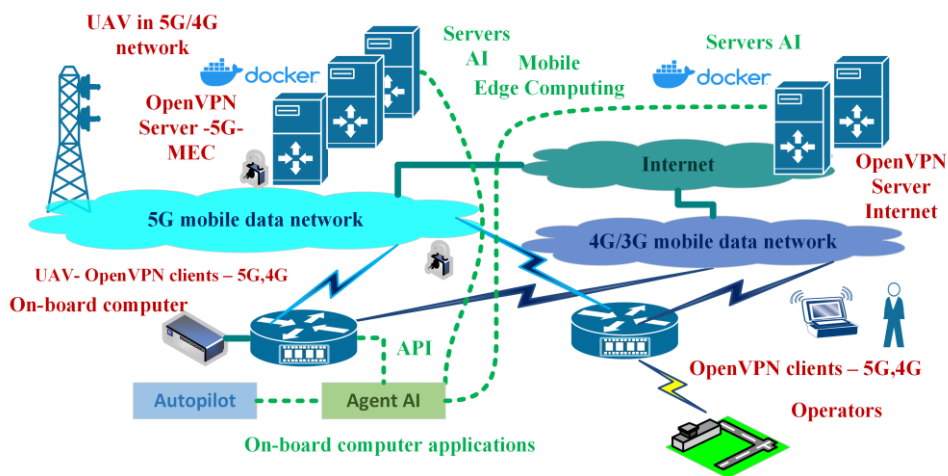 UAV in 5G/4G
network
docker
OpenVPN
Server -5G-
MEC
Servers
AI
Mobile
Edge Computing
Servers AI
docker
OpenVPN
Server
Internet
Internet
5G mobile data network
4G/3G mobile data network
UAV- OpenVPN clients – 5G,4G
On-board computer
API
Autopilot
Agent AI
On-board computer applications
OpenVPN clients – 5G,4G
Operators